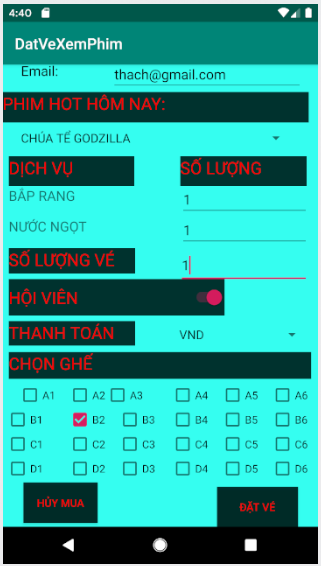 4:40
DatVeXemPhim
Email: thach@gmail.com
PHIM HOT HÔM NAY:
CHÚA TỂ GODZILLA
DỊCH VỤ SỐ LƯỢNG
BẮP RANG 1
NƯỚC NGỌT 1
SỐ LƯỢNG VÉ 1
HỘI VIÊN
THANH TOÁN VND
CHỌN GHẾ
A1 A2 A3 A4 A5 A6
B1 B2 B3 B4 B5 B6
C1 C2 C3 C4 C5 C6
D1 D2 D3 D4 D5 D6
HỦY MUA ĐẶT VÉ